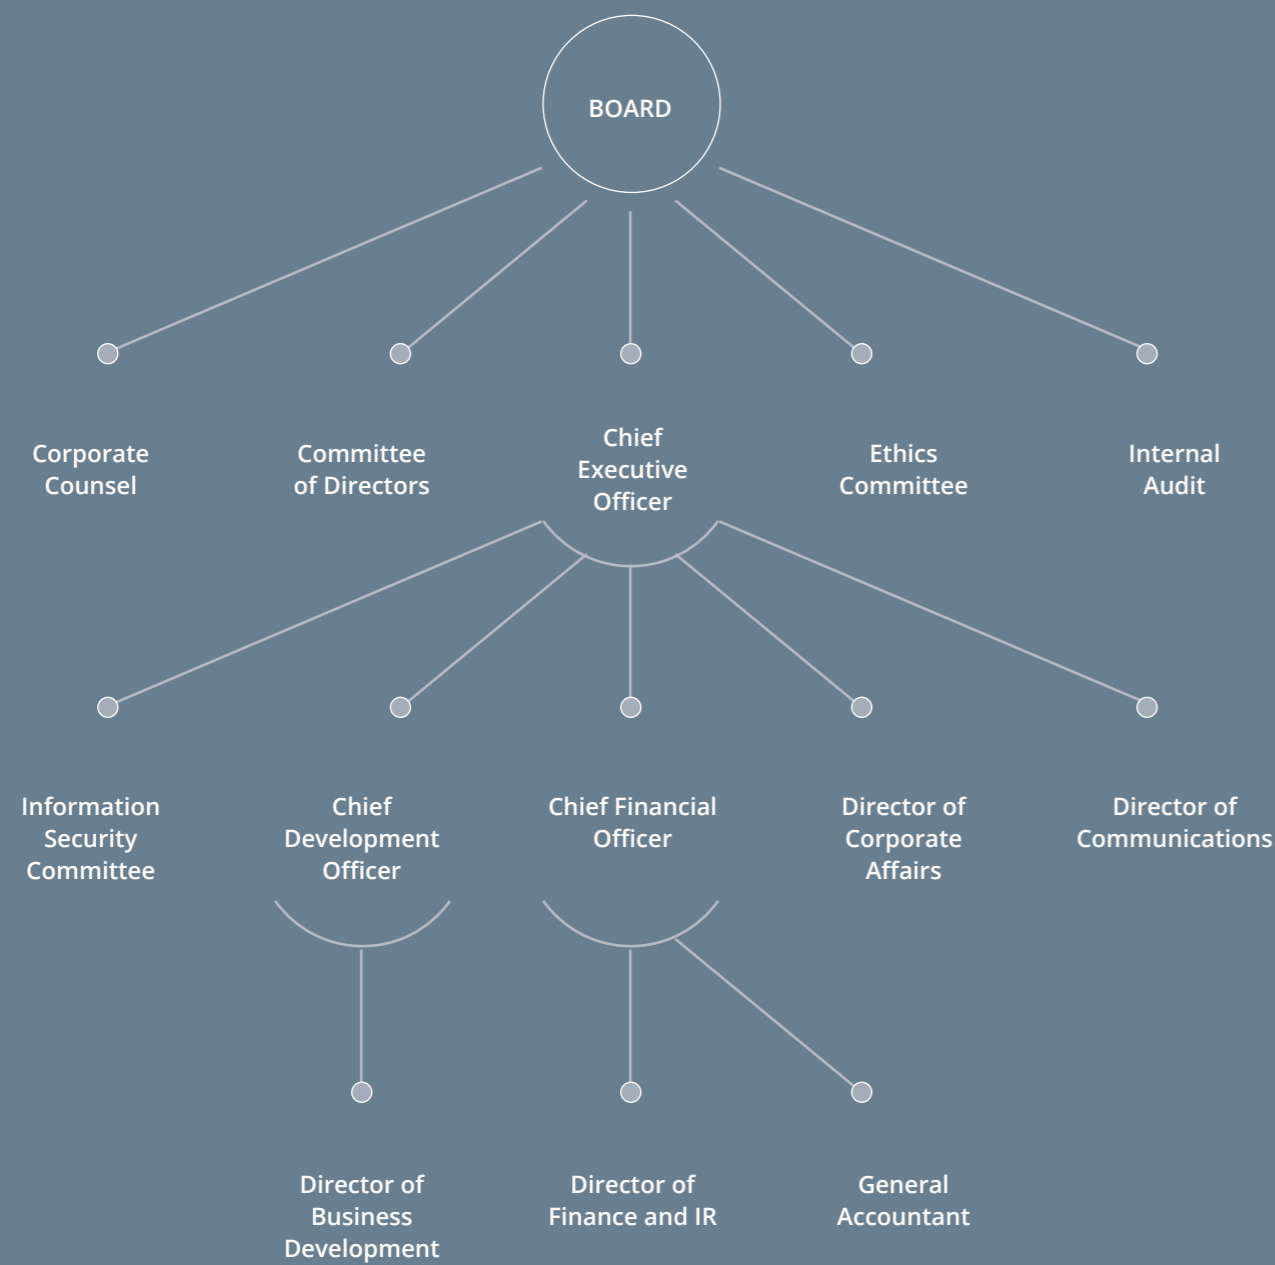 BOARD
Corporate
Counsel
Committee
of Directors
Chief
Executive
Officer
Ethics
Committee
Internal
Audit
Information
Security
Committee
Chief
Development
Officer
Chief Financial
Officer
Director of
Corporate
Affairs
Director of
Communications
Director of
Business
Development
Director of
Finance and IR
General
Accountant